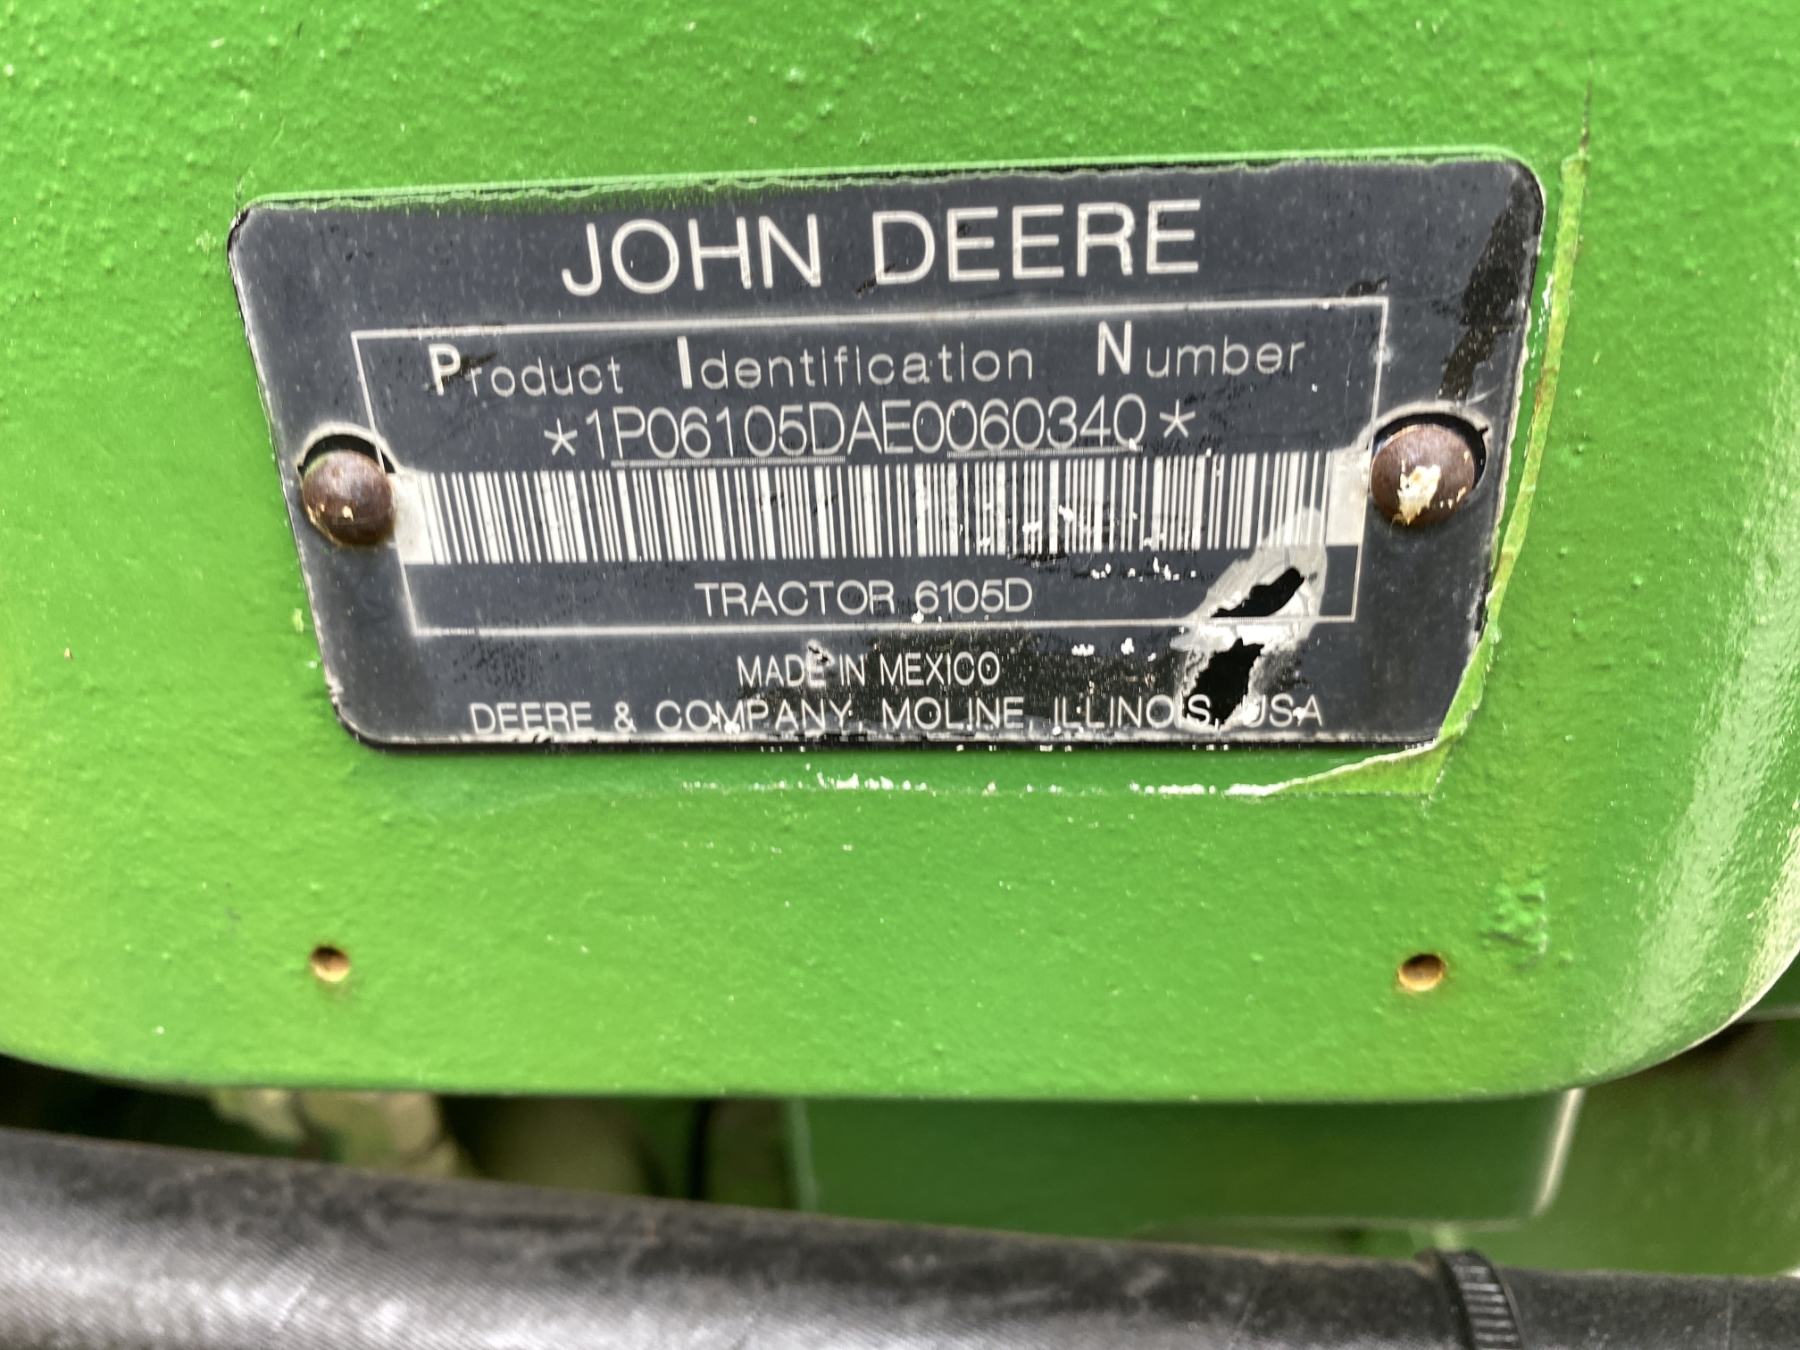 JOHN DEERE
Product Identification Number
*1P06105DAE0060340*
TRACTOR 6105D
MADE IN MEXICO
DEERE & COMPANY, MOLINE, ILLINOIS, USA